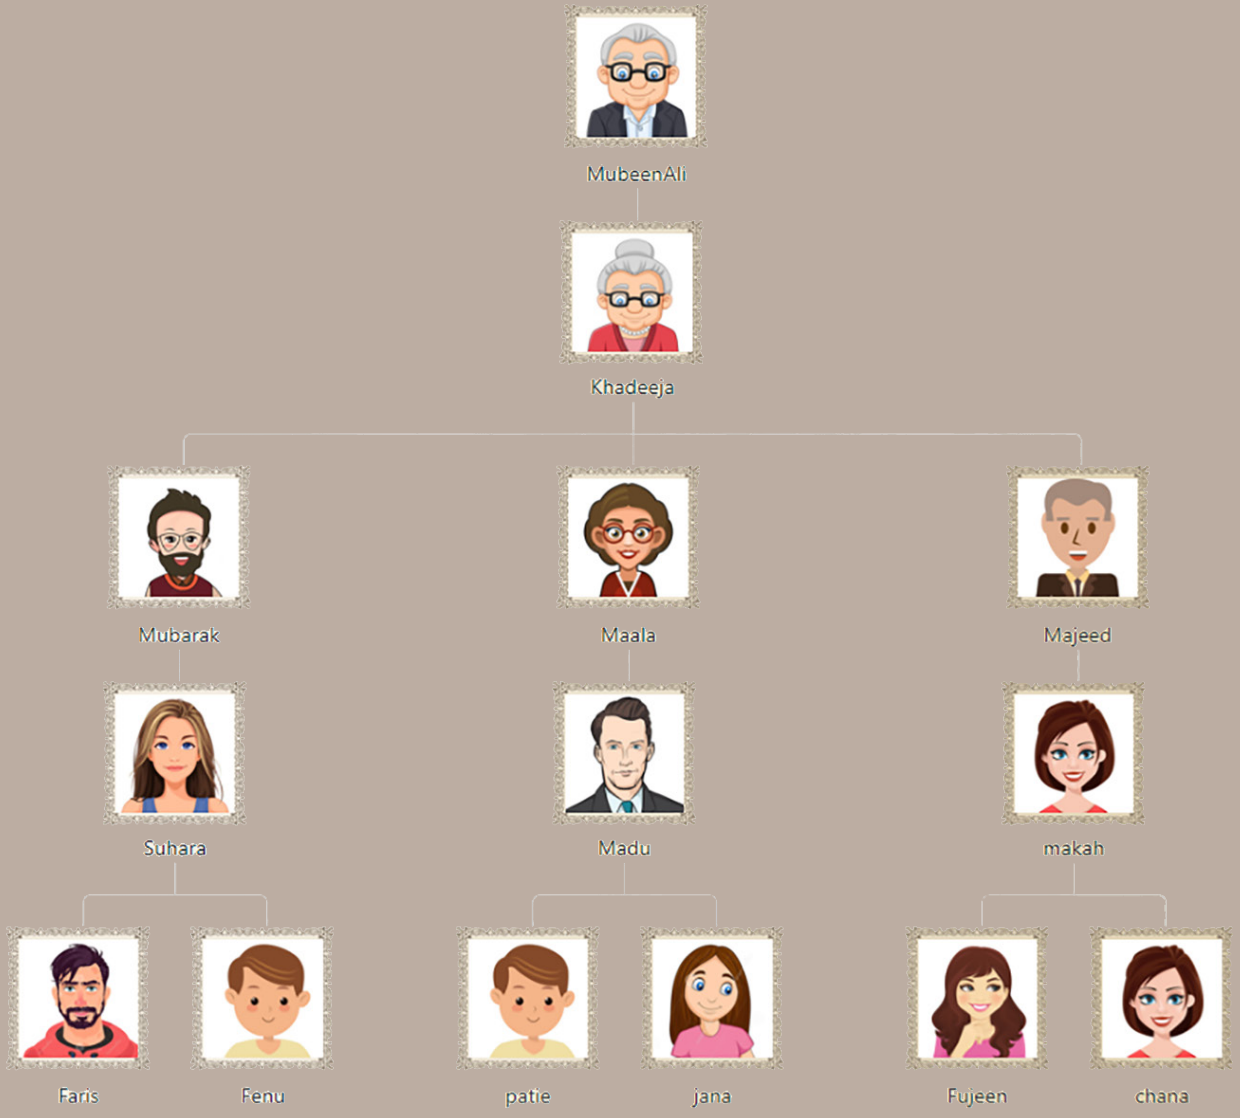 MubeenAli
Khadeeja
Mubarak
Maala
Majeed
Suhara
Madu
makah
Faris
Fenu
patie
jana
Fujeen
chana